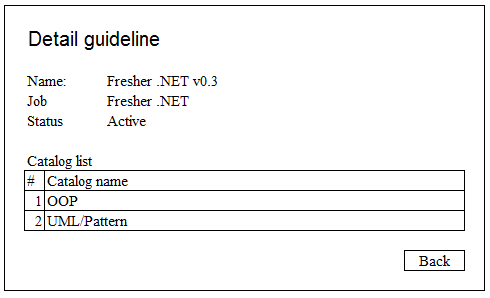 Detail guideline
Name: Fresher .NET v0.3
Job Fresher .NET
Status Active
Catalog list
# Catalog name
1 OOP
2 UML/Pattern
Back